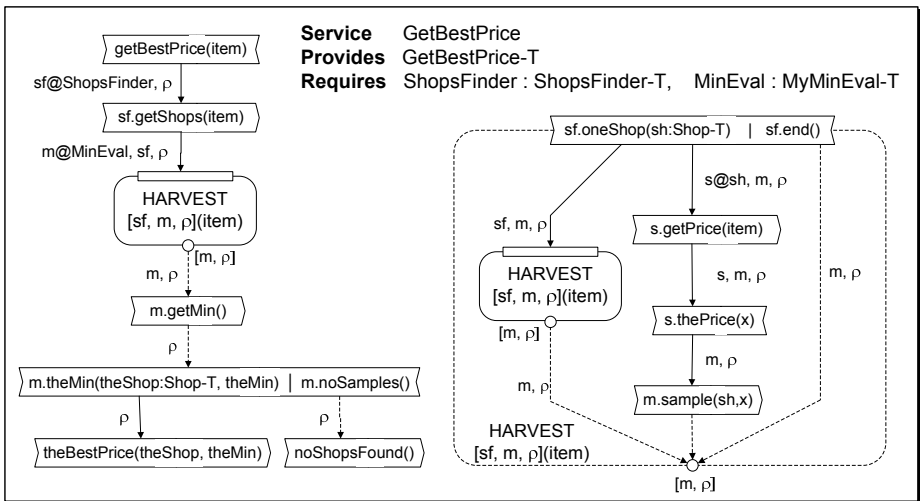 Service GetBestPrice
Provides GetBestPrice-T
Requires ShopsFinder : ShopsFinder-T, MinEval : MyMinEval-T
getBestPrice(item)
sf@ShopsFinder, ρ
sf.getShops(item)
m@MinEval, sf, ρ
HARVEST
[sf, m, ρ](item)
[m, ρ]
m, ρ
m.getMin()
ρ
m.theMin(theShop:Shop-T, theMin) | m.noSamples()
ρ
ρ
theBestPrice(theShop, theMin)
noShopsFound()
sf.oneShop(sh:Shop-T) | sf.end()
s@sh, m, ρ
sf, m, ρ
s.getPrice(item)
HARVEST
[sf, m, ρ](item)
[m, ρ]
s, m, ρ
m, ρ
s.thePrice(x)
m, ρ
m, ρ
m.sample(sh,x)
HARVEST
[sf, m, ρ](item)
[m, ρ]